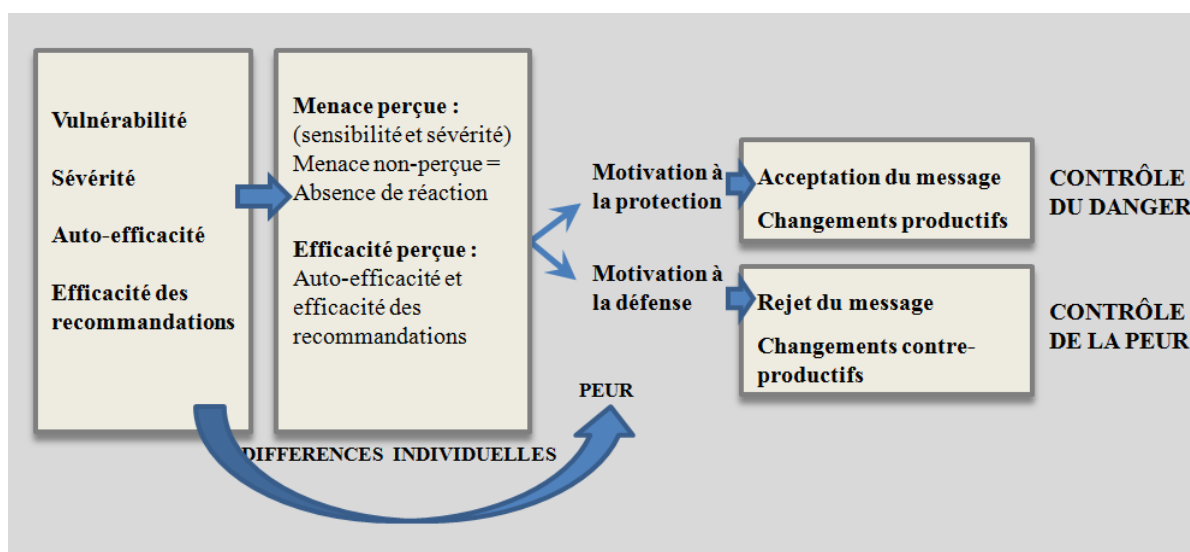 Vulnérabilité
Sévérité
Auto-efficacité
Efficacité des
recommandations
Menace perçue :
(sensibilité et sévérité)
Menace non-perçue =
Absence de réaction
Efficacité perçue :
Auto-efficacité et
efficacité des
recommandations
Motivation à
la protection
Motivation à
la défense
Acceptation du message
Changements productifs
Rejet du message
Changements contre-
productifs
CONTRÔLE
DU DANGER
CONTRÔLE
DE LA PEUR
PEUR
DIFFERENCES INDIVIDUELLES